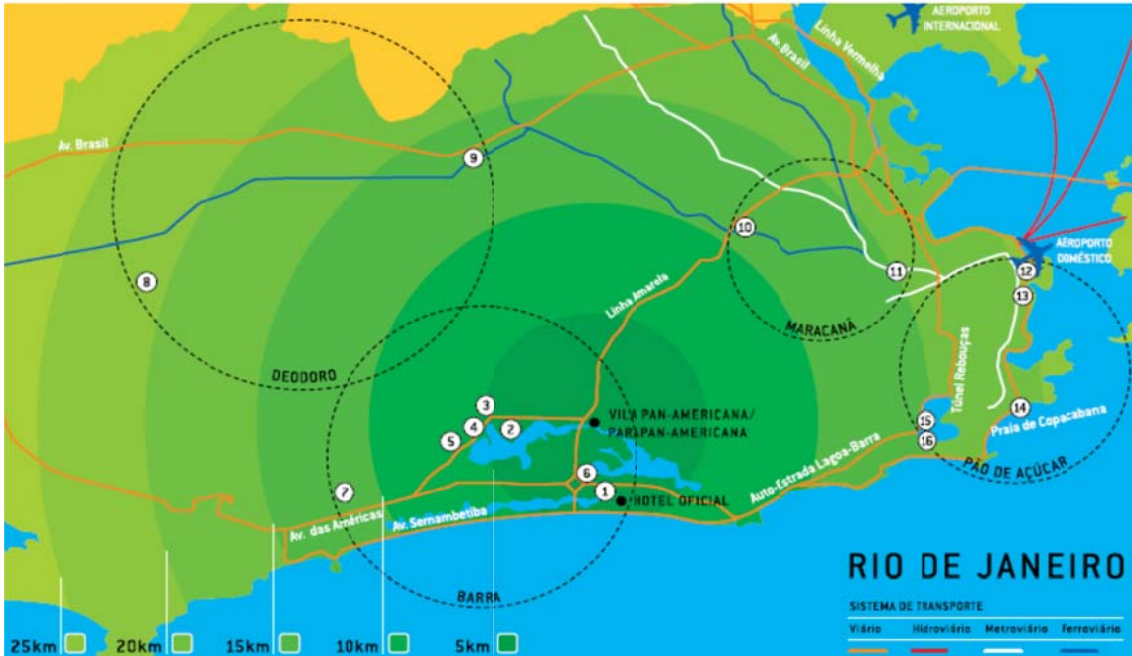 AEROPORTO
INTERNACIONAL
Linha Vermelha
Av. Brasil
Av. Brasil
9
10
8
11
AEROPORTO
DOMÉSTICO
12
13
Linha Amarela
MARACANÃ
Túnel Rebouças
DEODORO
3
4
2
5
VILA PAN-AMERICANA/
PARAPAN-AMERICANA
14
15
16
Praia de Copacabana
Auto-Estrada Lagoa-Barra
PÃO DE AÇÚCAR
6
7
1
HOTEL OFICIAL
Av. das Américas
Av. Sernambetiba
BARRA
RIO DE JANEIRO
SISTEMA DE TRANSPORTE
Viário Hidroviário Metroviário Ferroviário
25km 20km 15km 10km 5km